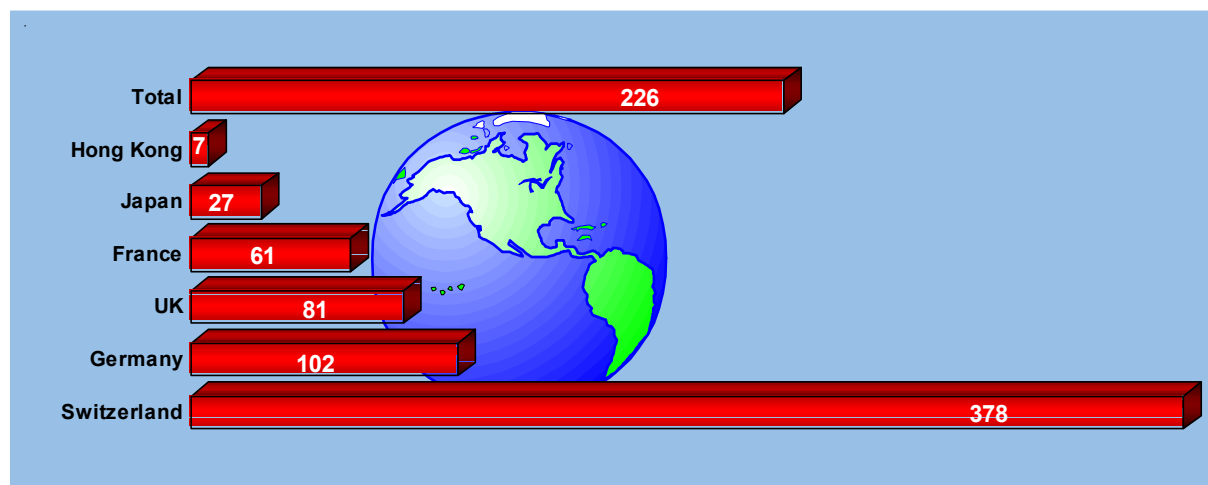 Total 226
Hong Kong 7
Japan 27
France 61
UK 81
Germany 102
Switzerland 378